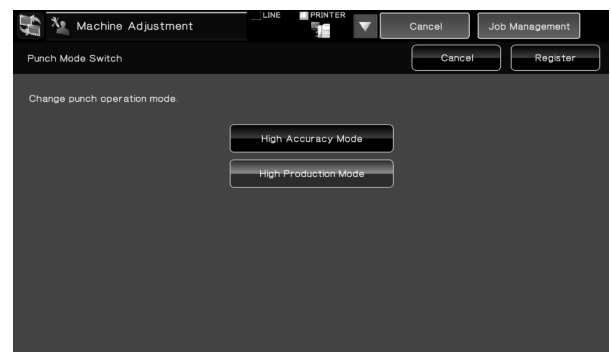 Machine Adjustment
LINE
PRINTER
Cancel
Job Management
Punch Mode Switch
Cancel
Register
Change punch operation mode.
High Accuracy Mode
High Production Mode